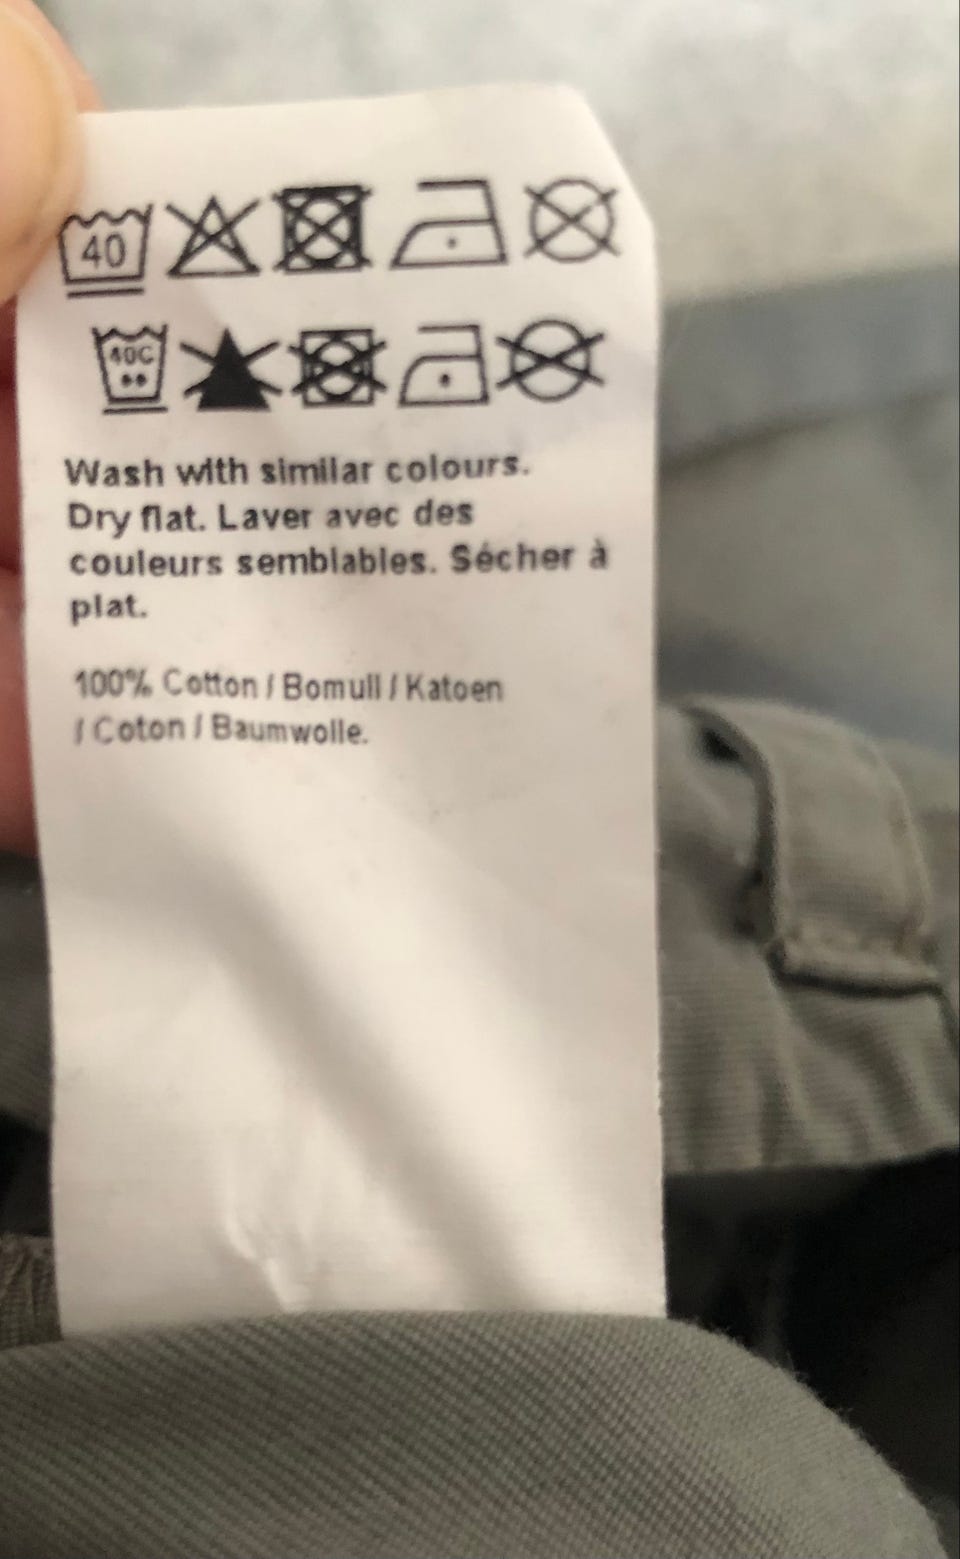 40
40C
Wash with similar colours.
Dry flat. Laver avec des
couleurs semblables. Sécher à
plat.
100% Cotton / Bomull / Katoen
/ Coton / Baumwolle.